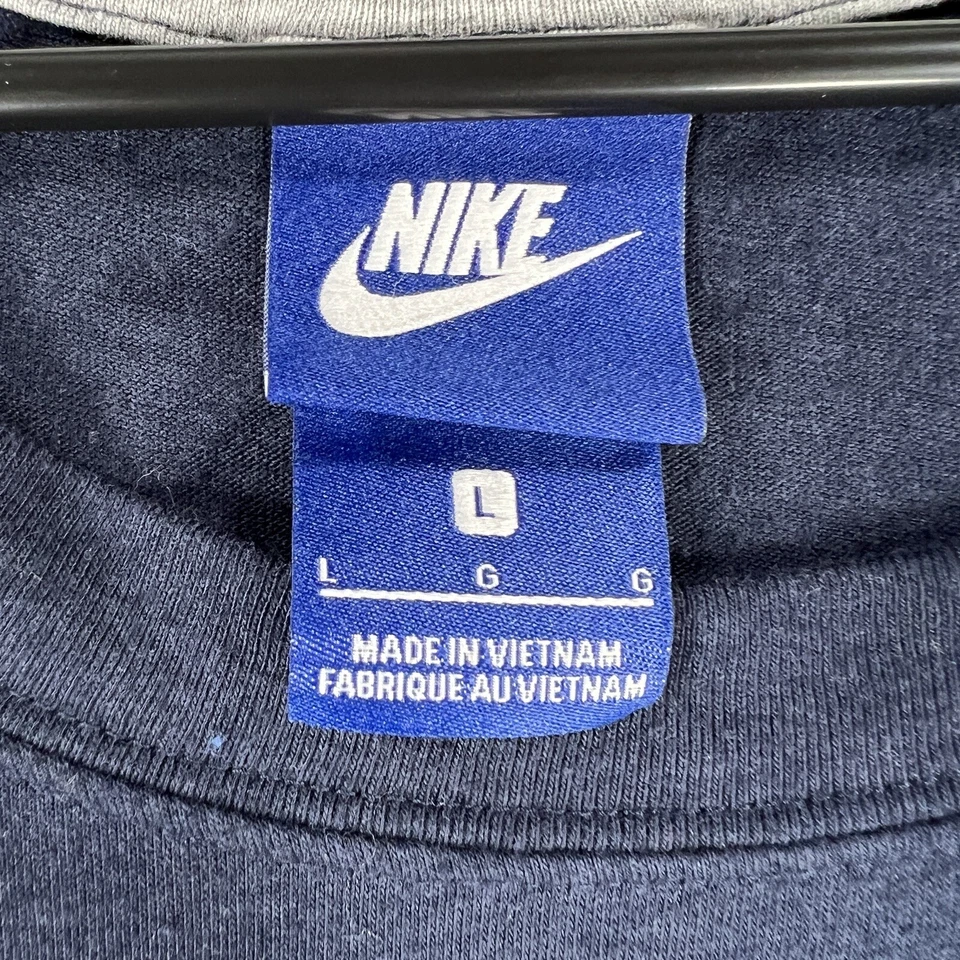 NIKE
L
L G G
MADE IN VIETNAM
FABRIQUE AU VIETNAM